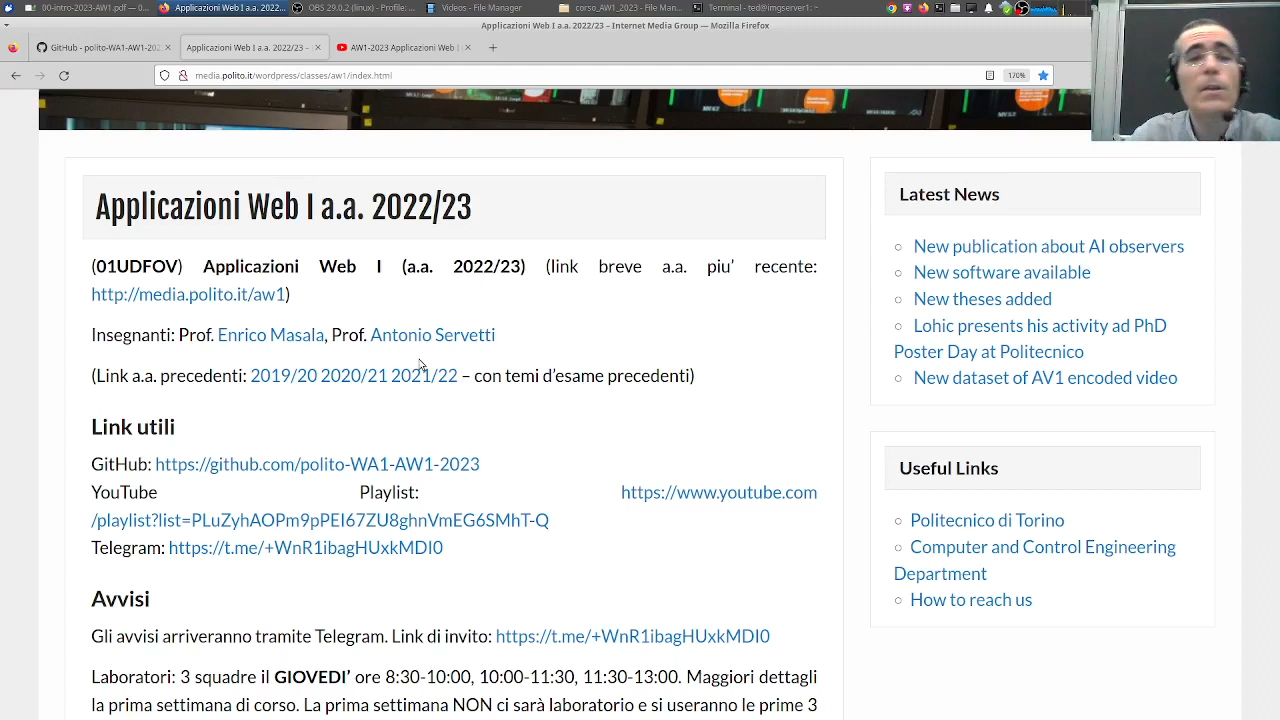 00-intro-2023-AW1.pdf — ...
Applicazioni Web I a.a. 2022...
OBS 29.0.2 (linux) - Profile: ...
Videos - File Manager
corso_AW1_2023 - File Man...
Terminal - ted@imgserver1: ~
Applicazioni Web I a.a. 2022/23 – Internet Media Group — Mozilla Firefox
GitHub - polito-WA1-AW1-202
Applicazioni Web I a.a. 2022/23 –
AW1-2023 Applicazioni Web I
media.polito.it/wordpress/classes/aw1/index.html
170%
Applicazioni Web I a.a. 2022/23
(01UDFOV) Applicazioni Web I (a.a. 2022/23) (link breve a.a. piu’ recente:
http://media.polito.it/aw1)
Insegnanti: Prof. Enrico Masala, Prof. Antonio Servetti
(Link a.a. precedenti: 2019/20 2020/21 2021/22 – con temi d’esame precedenti)
Link utili
GitHub: https://github.com/polito-WA1-AW1-2023
YouTube Playlist: https://www.youtube.com
/playlist?list=PLuZyhAOPm9pPEI67ZU8ghnVmEG6SMhT-Q
Telegram: https://t.me/+WnR1ibagHUxkMDI0
Avvisi
Gli avvisi arriveranno tramite Telegram. Link di invito: https://t.me/+WnR1ibagHUxkMDI0
Laboratori: 3 squadre il GIOVEDI’ ore 8:30-10:00, 10:00-11:30, 11:30-13:00. Maggiori dettagli
la prima settimana di corso. La prima settimana NON ci sarà laboratorio e si useranno le prime 3
Latest News
New publication about AI observers
New software available
New theses added
Lohic presents his activity ad PhD
Poster Day at Politecnico
New dataset of AV1 encoded video
Useful Links
Politecnico di Torino
Computer and Control Engineering
Department
How to reach us